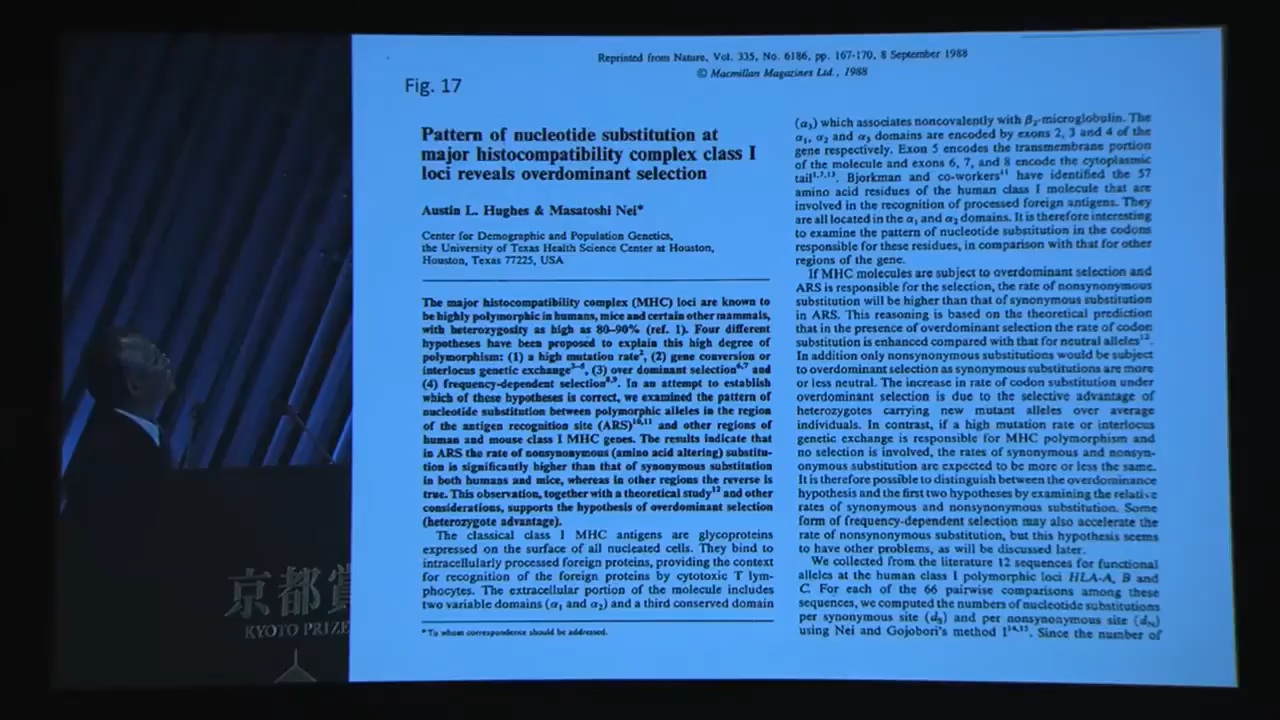 Reprinted from Nature, Vol. 335, No. 6186, pp. 167-170, 8 September 1988
© Macmillan Magazines Ltd., 1988
Fig. 17
Pattern of nucleotide substitution at
major histocompatibility complex class I
loci reveals overdominant selection
Austin L. Hughes & Masatoshi Nei*
Center for Demographic and Population Genetics,
the University of Texas Health Science Center at Houston,
Houston, Texas 77225, USA
The major histocompatibility complex (MHC) loci are known to
be highly polymorphic in humans, mice and certain other mammals,
with heterozygosity as high as 80–90% (ref. 1). Four different
hypotheses have been proposed to explain this high degree of
polymorphism: (1) a high mutation rate², (2) gene conversion or
interlocus genetic exchange³⁻⁵, (3) over dominant selection⁶,⁷ and
(4) frequency-dependent selection⁸,⁹. In an attempt to establish
which of these hypotheses is correct, we examined the pattern of
nucleotide substitution between polymorphic alleles in the region
of the antigen recognition site (ARS)¹⁰,¹¹ and other regions of
human and mouse class I MHC genes. The results indicate that
in ARS the rate of nonsynonymous (amino acid altering) substitu-
tion is significantly higher than that of synonymous substitution
in both humans and mice, whereas in other regions the reverse is
true. This observation, together with a theoretical study¹² and other
considerations, supports the hypothesis of overdominant selection
(heterozygote advantage).
The classical class I MHC antigens are glycoproteins
expressed on the surface of all nucleated cells. They bind to
intracellularly processed foreign proteins, providing the context
for recognition of the foreign proteins by cytotoxic T lym-
phocytes. The extracellular portion of the molecule includes
two variable domains (α₁ and α₂) and a third conserved domain
* To whom correspondence should be addressed.
(α₃) which associates noncovalently with β₂-microglobulin. The
α₁, α₂ and α₃ domains are encoded by exons 2, 3 and 4 of the
gene respectively. Exon 5 encodes the transmembrane portion
of the molecule and exons 6, 7, and 8 encode the cytoplasmic
tail¹,⁷,¹³. Bjorkman and co-workers¹¹ have identified the 57
amino acid residues of the human class I molecule that are
involved in the recognition of processed foreign antigens. They
are all located in the α₁ and α₂ domains. It is therefore interesting
to examine the pattern of nucleotide substitution in the codons
responsible for these residues, in comparison with that for other
regions of the gene.
If MHC molecules are subject to overdominant selection and
ARS is responsible for the selection, the rate of nonsynonymous
substitution will be higher than that of synonymous substitution
in ARS. This reasoning is based on the theoretical prediction
that in the presence of overdominant selection the rate of codon
substitution is enhanced compared with that for neutral alleles¹².
In addition only nonsynonymous substitutions would be subject
to overdominant selection as synonymous substitutions are more
or less neutral. The increase in rate of codon substitution under
overdominant selection is due to the selective advantage of
heterozygotes carrying new mutant alleles over average
individuals. In contrast, if a high mutation rate or interlocus
genetic exchange is responsible for MHC polymorphism and
no selection is involved, the rates of synonymous and nonsyn-
onymous substitution are expected to be more or less the same.
It is therefore possible to distinguish between the overdominance
hypothesis and the first two hypotheses by examining the relative
rates of synonymous and nonsynonymous substitution. Some
form of frequency-dependent selection may also accelerate the
rate of nonsynonymous substitution, but this hypothesis seems
to have other problems, as will be discussed later.
We collected from the literature 12 sequences for functional
alleles at the human class I polymorphic loci HLA-A, B and
C. For each of the 66 pairwise comparisons among these
sequences, we computed the numbers of nucleotide substitutions
per synonymous site (dS) and per nonsynonymous site (dN)
using Nei and Gojobori's method I¹⁴,¹⁵. Since the number of
京都賞
KYOTO PRIZE